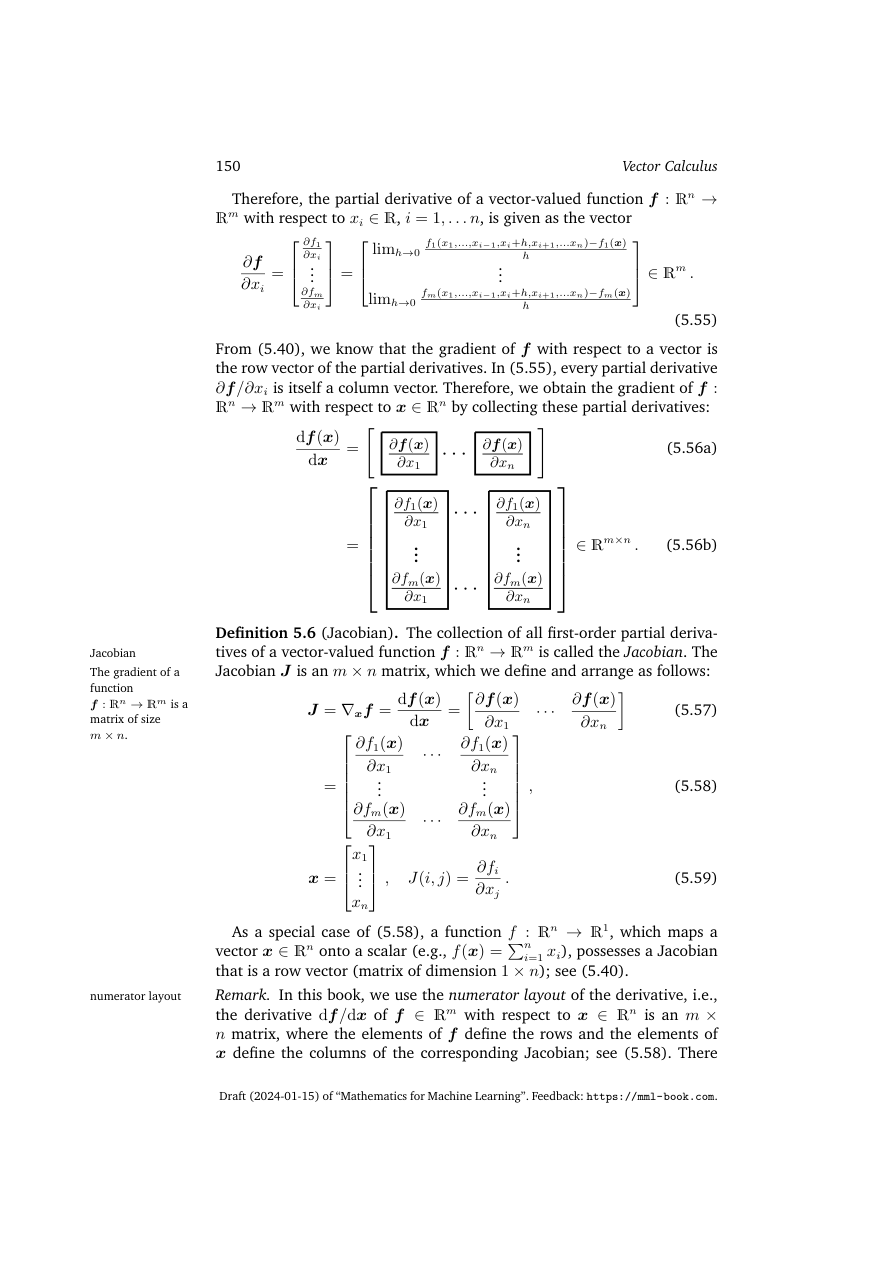 150 Vector Calculus
Therefore, the partial derivative of a vector-valued function f : ℝⁿ →
ℝᵐ with respect to xᵢ ∈ ℝ, i = 1, . . . n, is given as the vector
∂f/∂xᵢ = [∂f₁/∂xᵢ ⋮ ∂fₘ/∂xᵢ] = [lim_{h→0} (f₁(x₁,...,xᵢ₋₁,xᵢ+h,xᵢ₊₁,...xₙ)−f₁(x))/h ⋮ lim_{h→0} (fₘ(x₁,...,xᵢ₋₁,xᵢ+h,xᵢ₊₁,...xₙ)−fₘ(x))/h] ∈ ℝᵐ .
(5.55)
From (5.40), we know that the gradient of f with respect to a vector is
the row vector of the partial derivatives. In (5.55), every partial derivative
∂f/∂xᵢ is itself a column vector. Therefore, we obtain the gradient of f :
ℝⁿ → ℝᵐ with respect to x ∈ ℝⁿ by collecting these partial derivatives:
df(x)/dx = [ ∂f(x)/∂x₁ · · · ∂f(x)/∂xₙ ] (5.56a)
= [ ∂f₁(x)/∂x₁ · · · ∂f₁(x)/∂xₙ ⋮ ⋮ ∂fₘ(x)/∂x₁ · · · ∂fₘ(x)/∂xₙ ] ∈ ℝᵐˣⁿ . (5.56b)
Definition 5.6 (Jacobian). The collection of all first-order partial deriva-
tives of a vector-valued function f : ℝⁿ → ℝᵐ is called the Jacobian. The
Jacobian J is an m × n matrix, which we define and arrange as follows:
Jacobian
The gradient of a
function
f : ℝⁿ → ℝᵐ is a
matrix of size
m × n.
J = ∇ₓf = df(x)/dx = [ ∂f(x)/∂x₁ · · · ∂f(x)/∂xₙ ] (5.57)
= [ ∂f₁(x)/∂x₁ · · · ∂f₁(x)/∂xₙ ⋮ ⋮ ∂fₘ(x)/∂x₁ · · · ∂fₘ(x)/∂xₙ ] , (5.58)
x = [ x₁ ⋮ xₙ ] , J(i, j) = ∂fᵢ/∂xⱼ . (5.59)
As a special case of (5.58), a function f : ℝⁿ → ℝ¹, which maps a
vector x ∈ ℝⁿ onto a scalar (e.g., f(x) = ∑ⁿᵢ₌₁ xᵢ), possesses a Jacobian
that is a row vector (matrix of dimension 1 × n); see (5.40).
numerator layout
Remark. In this book, we use the numerator layout of the derivative, i.e.,
the derivative df/dx of f ∈ ℝᵐ with respect to x ∈ ℝⁿ is an m ×
n matrix, where the elements of f define the rows and the elements of
x define the columns of the corresponding Jacobian; see (5.58). There
Draft (2024-01-15) of “Mathematics for Machine Learning”. Feedback: https://mml-book.com.